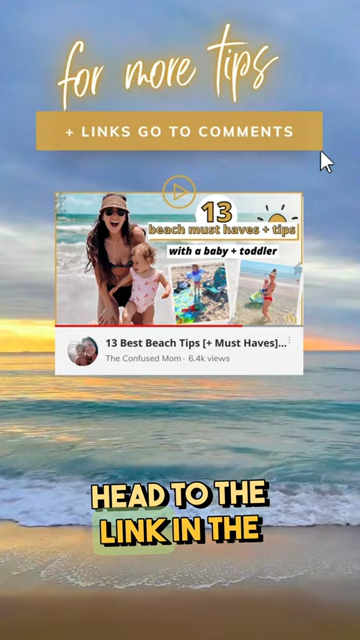 for more tips
+ LINKS GO TO COMMENTS
13
beach must haves + tips
with a baby + toddler
13 Best Beach Tips [+ Must Haves]...
The Confused Mom · 6.4k views
HEAD TO THE
LINK IN THE